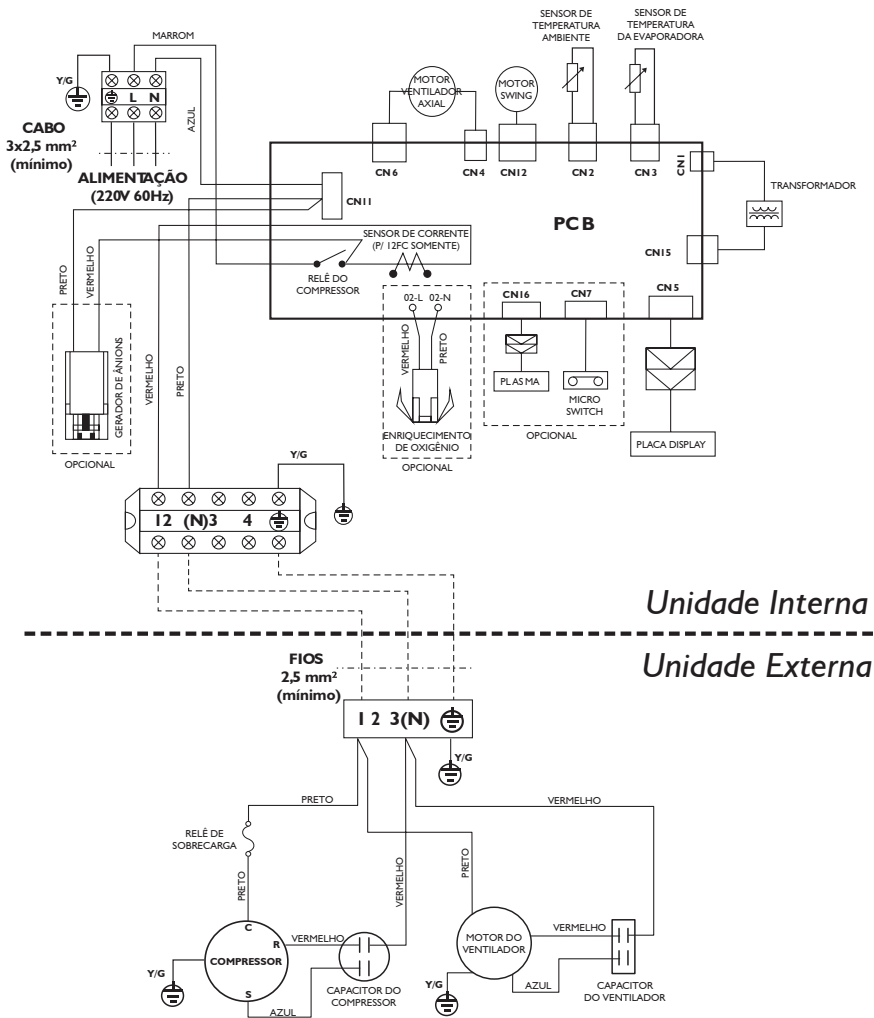 SENSOR DE
TEMPERATURA
AMBIENTE
SENSOR DE
TEMPERATURA
DA EVAPORADORA
MARROM
Y/G
L N
AZUL
CABO
3x2,5 mm²
(mínimo)
ALIMENTAÇÃO
(220V 60Hz)
MOTOR
VENTILADOR
AXIAL
MOTOR
SWING
CN6
CN4
CN12
CN2
CN3
CN1
TRANSFORMADOR
CN11
PCB
CN15
SENSOR DE CORRENTE
(P/ 12FC SOMENTE)
RELÊ DO
COMPRESSOR
PRETO
VERMELHO
GERADOR DE ÂNIONS
OPCIONAL
VERMELHO
PRETO
02-L 02-N
VERMELHO
PRETO
ENRIQUECIMENTO
DE OXIGÊNIO
OPCIONAL
CN16
CN7
CN5
PLASMA
MICRO
SWITCH
OPCIONAL
PLACA DISPLAY
Y/G
12 (N)3 4
Unidade Interna
Unidade Externa
FIOS
2,5 mm²
(mínimo)
1 2 3(N)
Y/G
PRETO
VERMELHO
RELÊ DE
SOBRECARGA
PRETO
VERMELHO
PRETO
C
R
S
COMPRESSOR
VERMELHO
Y/G
AZUL
CAPACITOR DO
COMPRESSOR
MOTOR DO
VENTILADOR
VERMELHO
Y/G
AZUL
CAPACITOR
DO VENTILADOR